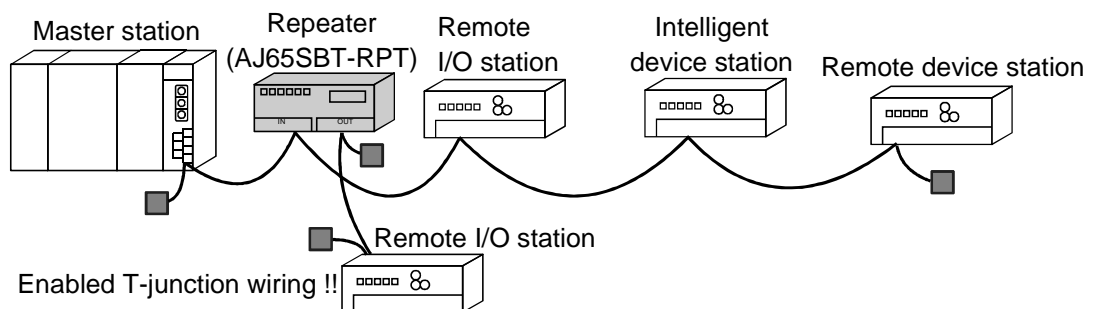 Master station
Repeater
(AJ65SBT-RPT)
Remote
I/O station
Intelligent
device station
Remote device station
IN
OUT
Remote I/O station
Enabled T-junction wiring !!